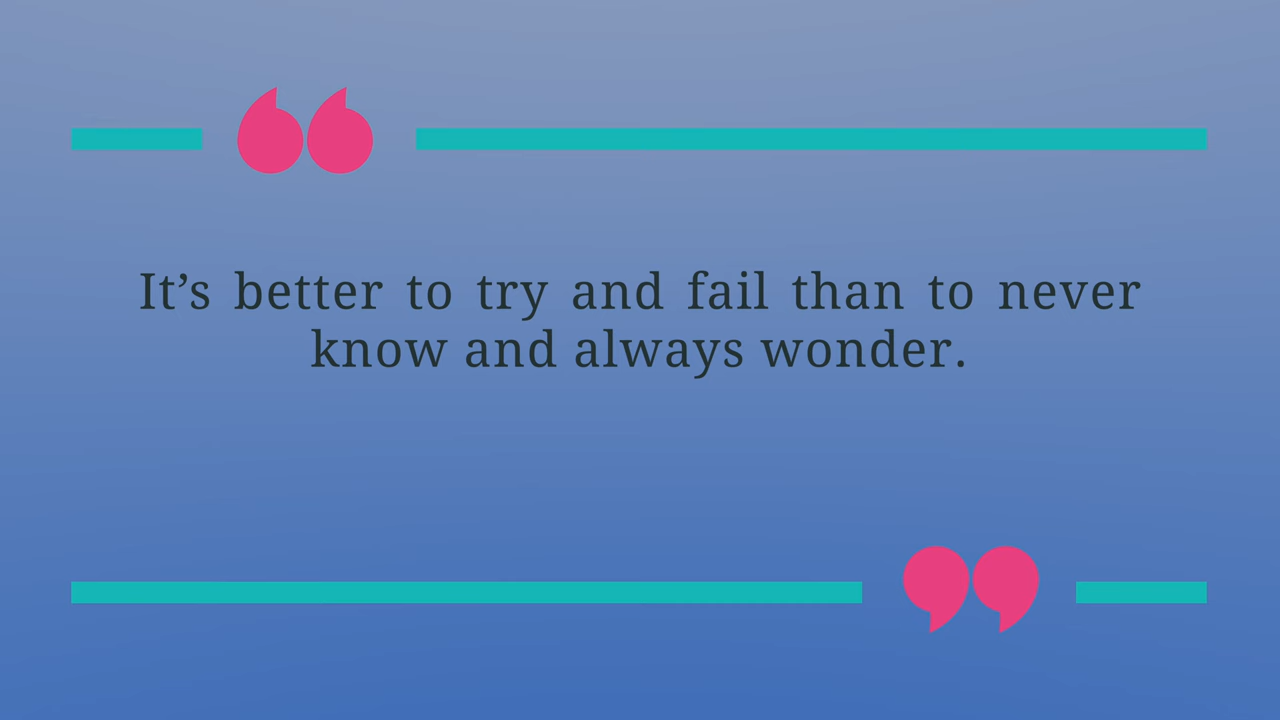 It’s better to try and fail than to never
know and always wonder.